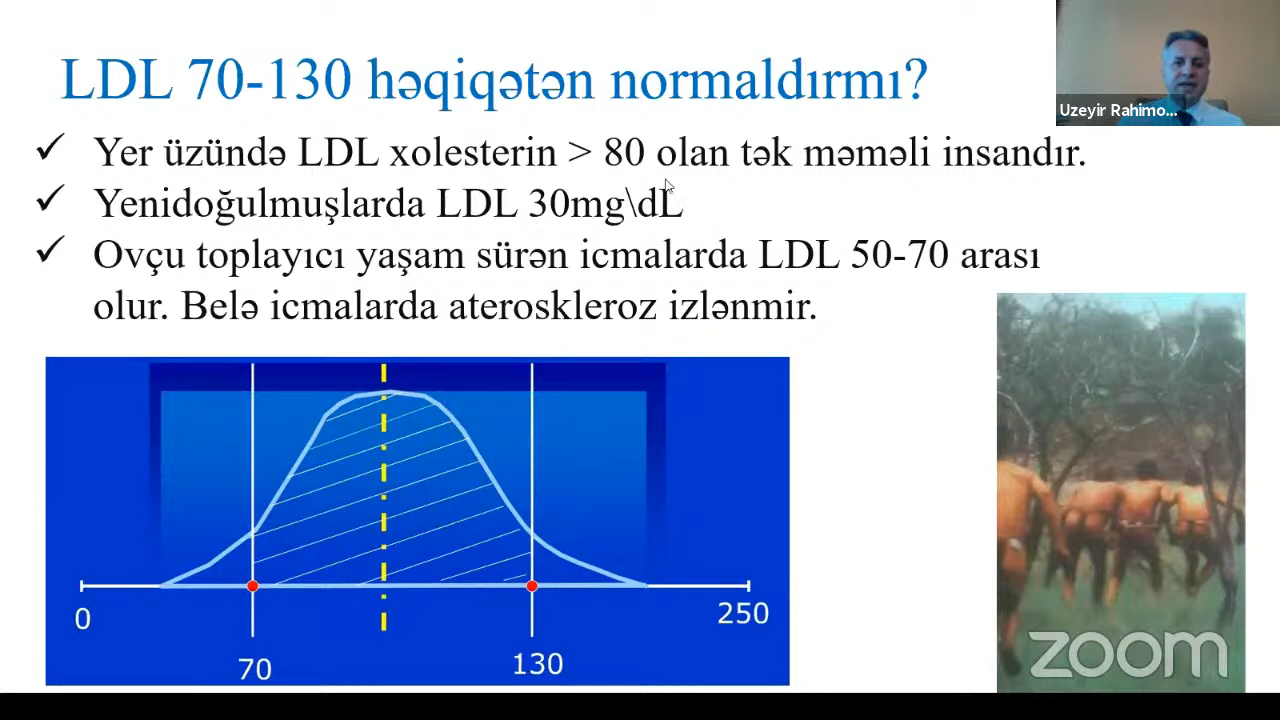 LDL 70-130 həqiqətən normaldırmı?
Uzeyir Rahimo...
✓ Yer üzündə LDL xolesterin > 80 olan tək məməli insandır.
✓ Yenidoğulmuşlarda LDL 30mg\dL
✓ Ovçu toplayıcı yaşam sürən icmalarda LDL 50-70 arası
olur. Belə icmalarda ateroskleroz izlənmir.
0
70
130
250
zoom